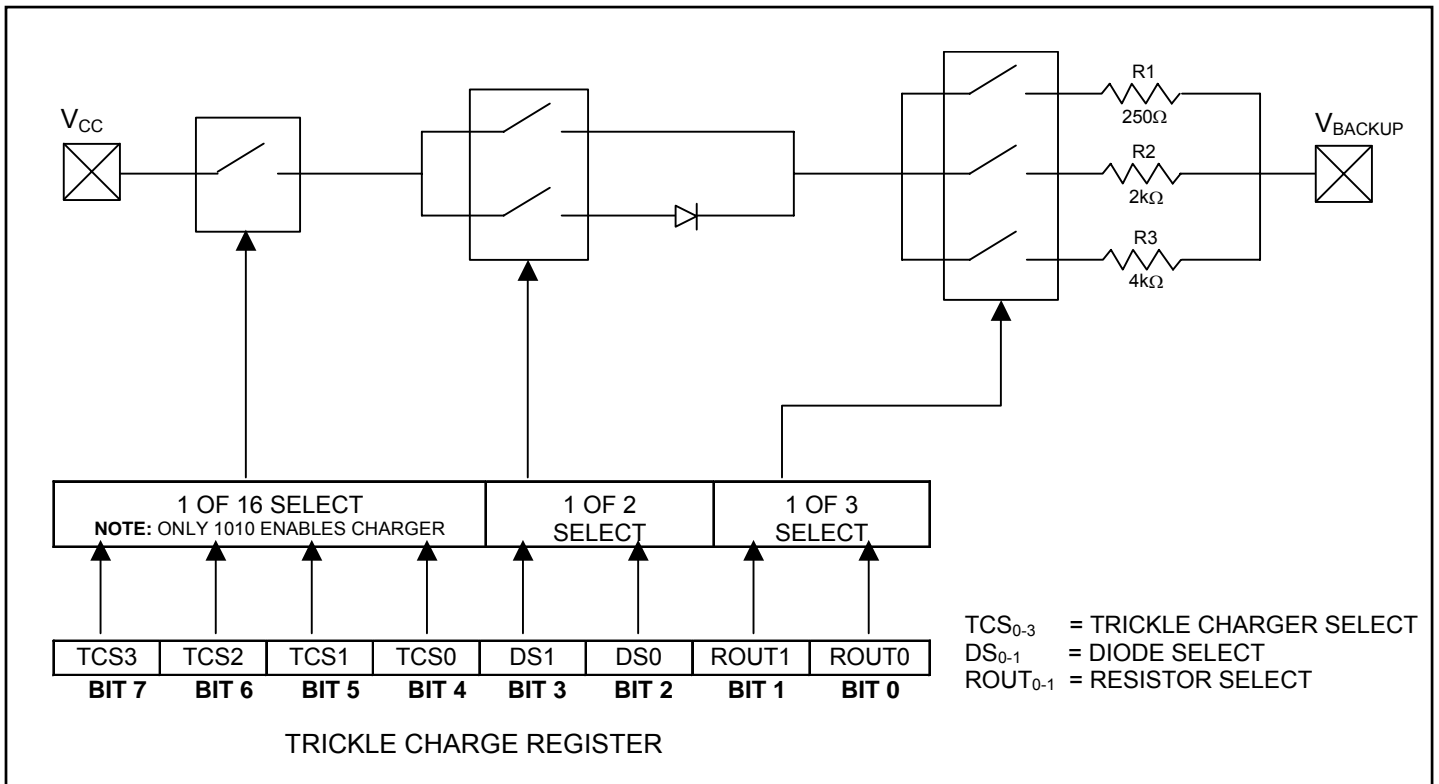 V_CC
V_BACKUP
R1
250Ω
R2
2kΩ
R3
4kΩ
1 OF 16 SELECT
NOTE: ONLY 1010 ENABLES CHARGER
1 OF 2
SELECT
1 OF 3
SELECT
TCS3 TCS2 TCS1 TCS0 DS1 DS0 ROUT1 ROUT0
BIT 7 BIT 6 BIT 5 BIT 4 BIT 3 BIT 2 BIT 1 BIT 0
TCS0-3 = TRICKLE CHARGER SELECT
DS0-1 = DIODE SELECT
ROUT0-1 = RESISTOR SELECT
TRICKLE CHARGE REGISTER